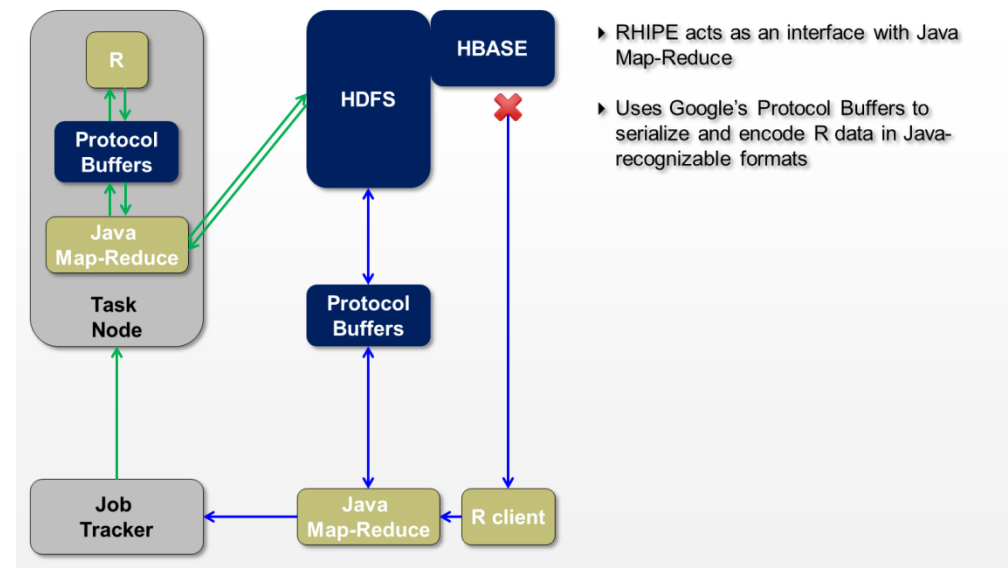 R
Protocol
Buffers
Java
Map-Reduce
Task
Node
Job
Tracker
HDFS
HBASE
Protocol
Buffers
Java
Map-Reduce
R client
RHIPE acts as an interface with Java
Map-Reduce
Uses Google's Protocol Buffers to
serialize and encode R data in Java-
recognizable formats